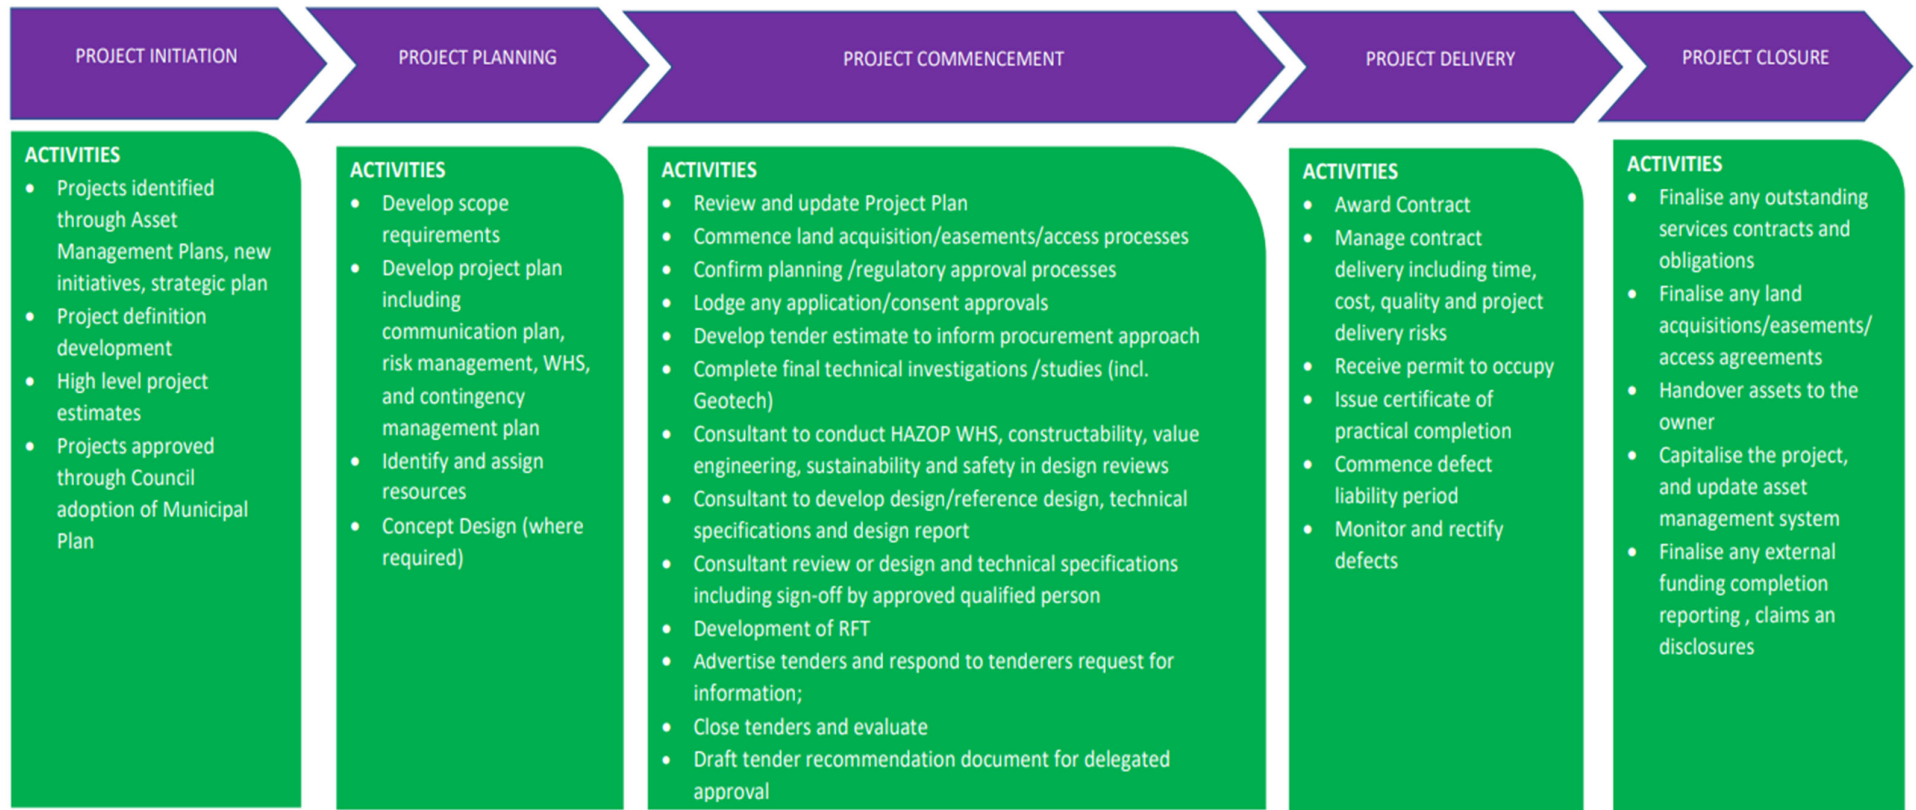 PROJECT INITIATION
PROJECT PLANNING
PROJECT COMMENCEMENT
PROJECT DELIVERY
PROJECT CLOSURE
ACTIVITIES
• Projects identified
through Asset
Management Plans, new
initiatives, strategic plan
• Project definition
development
• High level project
estimates
• Projects approved
through Council
adoption of Municipal
Plan
ACTIVITIES
• Develop scope
requirements
• Develop project plan
including
communication plan,
risk management, WHS,
and contingency
management plan
• Identify and assign
resources
• Concept Design (where
required)
ACTIVITIES
• Review and update Project Plan
• Commence land acquisition/easements/access processes
• Confirm planning /regulatory approval processes
• Lodge any application/consent approvals
• Develop tender estimate to inform procurement approach
• Complete final technical investigations /studies (incl.
Geotech)
• Consultant to conduct HAZOP WHS, constructability, value
engineering, sustainability and safety in design reviews
• Consultant to develop design/reference design, technical
specifications and design report
• Consultant review or design and technical specifications
including sign-off by approved qualified person
• Development of RFT
• Advertise tenders and respond to tenderers request for
information;
• Close tenders and evaluate
• Draft tender recommendation document for delegated
approval
ACTIVITIES
• Award Contract
• Manage contract
delivery including time,
cost, quality and project
delivery risks
• Receive permit to occupy
• Issue certificate of
practical completion
• Commence defect
liability period
• Monitor and rectify
defects
ACTIVITIES
• Finalise any outstanding
services contracts and
obligations
• Finalise any land
acquisitions/easements/
access agreements
• Handover assets to the
owner
• Capitalise the project,
and update asset
management system
• Finalise any external
funding completion
reporting , claims an
disclosures